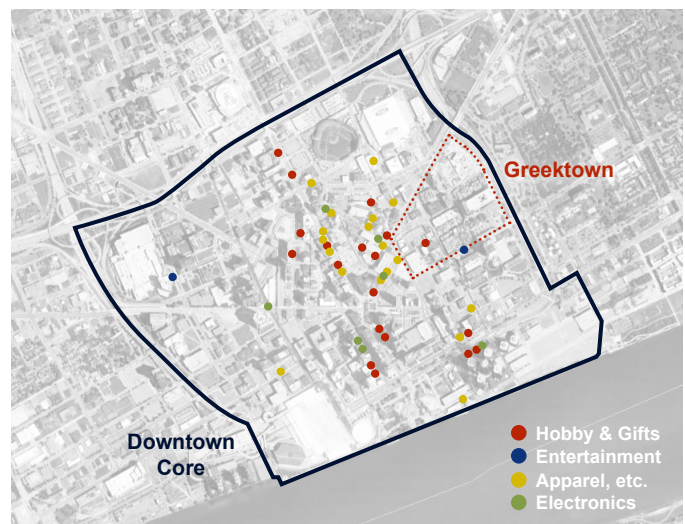 Greektown
Downtown
Core
Hobby & Gifts
Entertainment
Apparel, etc.
Electronics